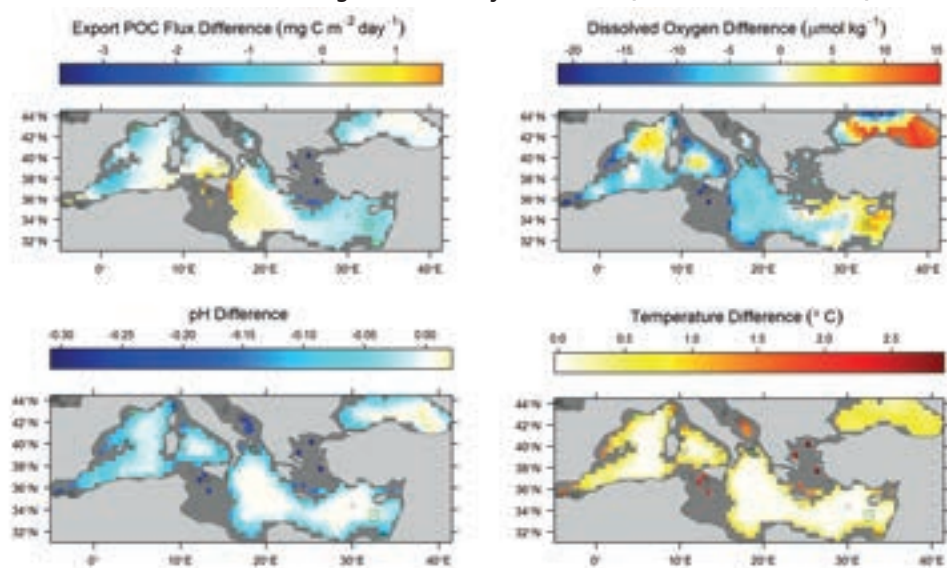 Export POC Flux Difference (mg C m⁻² day⁻¹)
-3 -2 -1 0 1
44°N
42°N
40°N
38°N
36°N
34°N
32°N
0° 10°E 20°E 30°E 40°E
Dissolved Oxygen Difference (μmol kg⁻¹)
-20 -15 -10 -5 0 5 10 15
44°N
42°N
40°N
38°N
36°N
34°N
32°N
0° 10°E 20°E 30°E 40°E
pH Difference
-0.30 -0.25 -0.20 -0.15 -0.10 -0.05 0.00
44°N
42°N
40°N
38°N
36°N
34°N
32°N
0° 10°E 20°E 30°E 40°E
Temperature Difference (° C)
0.0 0.5 1.0 1.5 2.0 2.5
44°N
42°N
40°N
38°N
36°N
34°N
32°N
0° 10°E 20°E 30°E 40°E